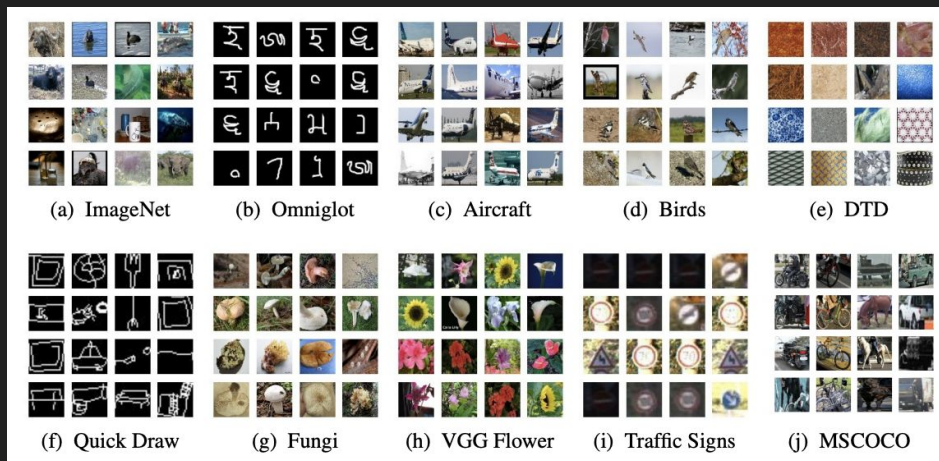 (a) ImageNet
(b) Omniglot
(c) Aircraft
(d) Birds
(e) DTD
(f) Quick Draw
(g) Fungi
(h) VGG Flower
(i) Traffic Signs
(j) MSCOCO